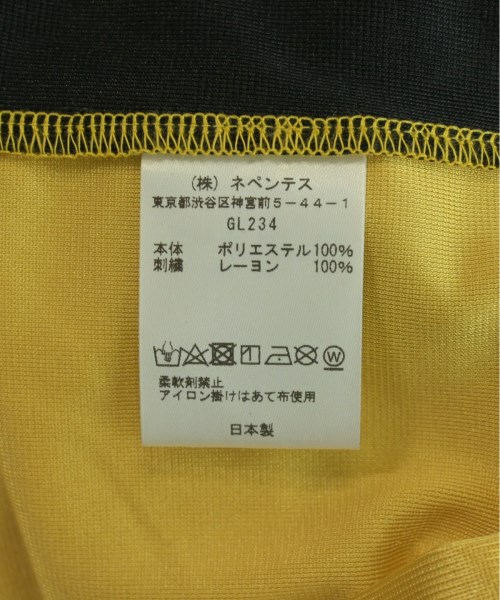 (株) ネペンテス
東京都渋谷区神宮前5-44-1
GL234
本体 ポリエステル100%
刺繍 レーヨン 100%
W
柔軟剤禁止
アイロン掛けはあて布使用
日本製